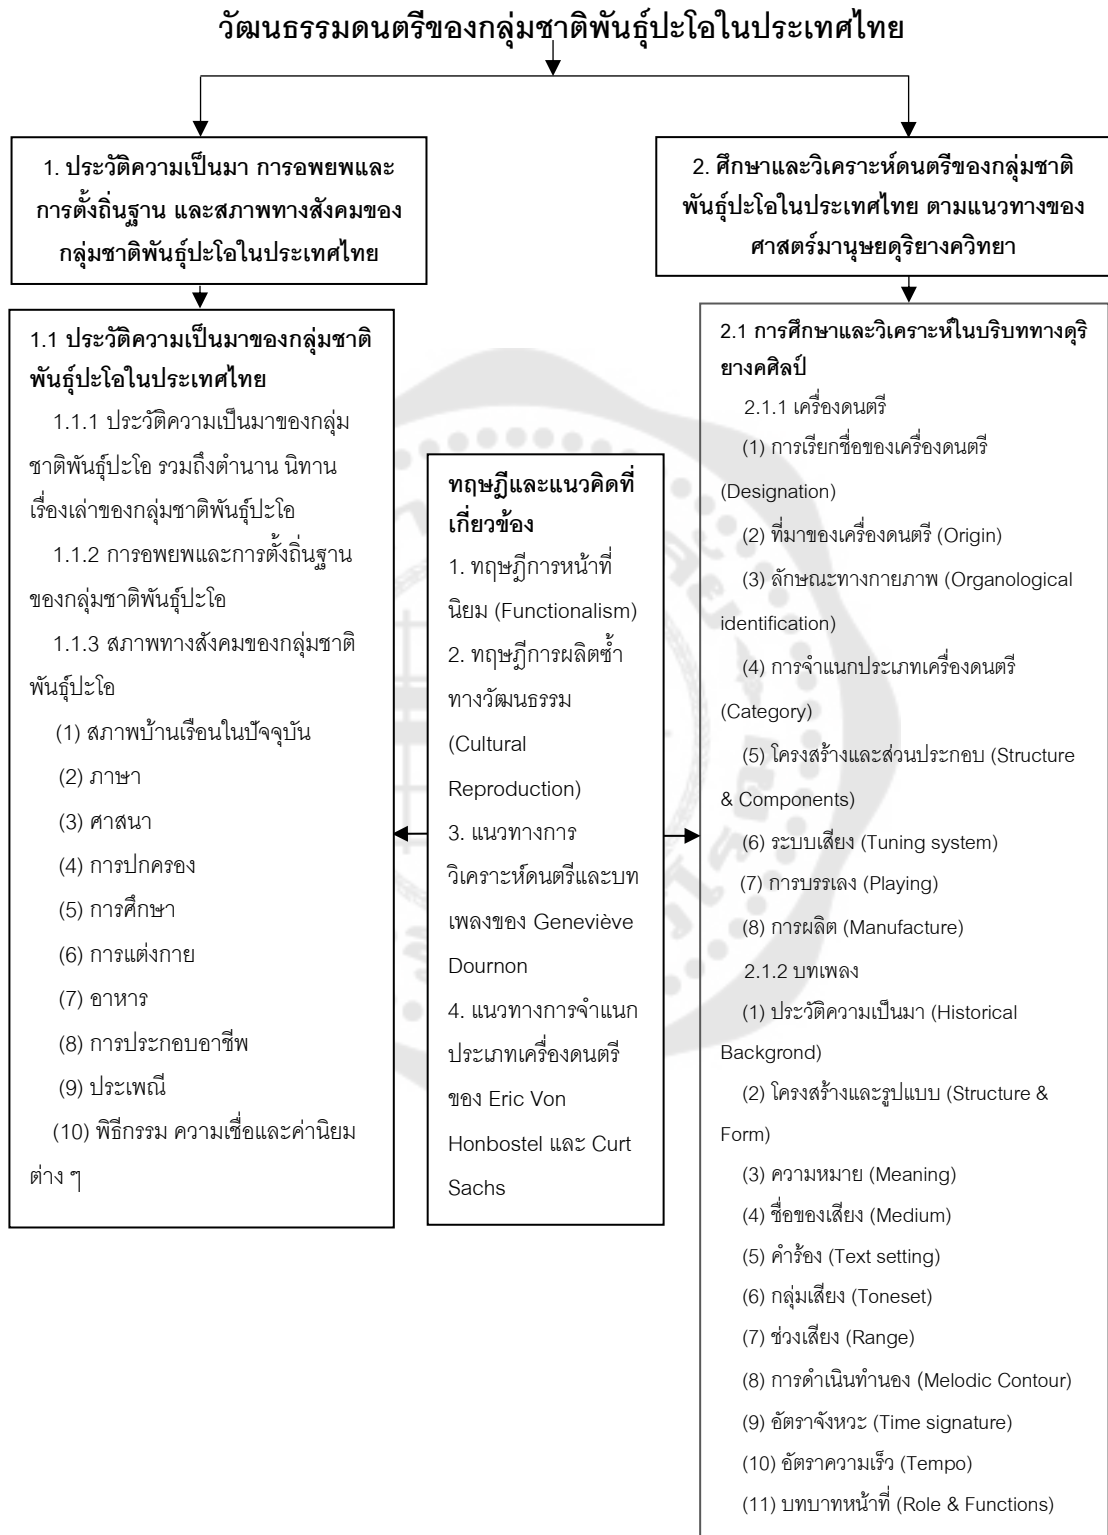 วัฒนธรรมดนตรีของกลุ่มชาติพันธุ์ปะโอในประเทศไทย
1. ประวัติความเป็นมา การอพยพและ
การตั้งถิ่นฐาน และสภาพทางสังคมของ
กลุ่มชาติพันธุ์ปะโอในประเทศไทย
2. ศึกษาและวิเคราะห์ดนตรีของกลุ่มชาติ
พันธุ์ปะโอในประเทศไทย ตามแนวทางของ
ศาสตร์มานุษยดุริยางควิทยา
1.1 ประวัติความเป็นมาของกลุ่มชาติ
พันธุ์ปะโอในประเทศไทย
1.1.1 ประวัติความเป็นมาของกลุ่ม
ชาติพันธุ์ปะโอ รวมถึงตำนาน นิทาน
เรื่องเล่าของกลุ่มชาติพันธุ์ปะโอ
1.1.2 การอพยพและการตั้งถิ่นฐาน
ของกลุ่มชาติพันธุ์ปะโอ
1.1.3 สภาพทางสังคมของกลุ่มชาติ
พันธุ์ปะโอ
(1) สภาพบ้านเรือนในปัจจุบัน
(2) ภาษา
(3) ศาสนา
(4) การปกครอง
(5) การศึกษา
(6) การแต่งกาย
(7) อาหาร
(8) การประกอบอาชีพ
(9) ประเพณี
(10) พิธีกรรม ความเชื่อและค่านิยม
ต่าง ๆ
ทฤษฎีและแนวคิดที่
เกี่ยวข้อง
1. ทฤษฎีการหน้าที่
นิยม (Functionalism)
2. ทฤษฎีการผลิตซ้ำ
ทางวัฒนธรรม
(Cultural
Reproduction)
3. แนวทางการ
วิเคราะห์ดนตรีและบท
เพลงของ Geneviève
Dournon
4. แนวทางการจำแนก
ประเภทเครื่องดนตรี
ของ Eric Von
Honbostel และ Curt
Sachs
2.1 การศึกษาและวิเคราะห์ในบริบททางดุริ
ยางคศิลป์
2.1.1 เครื่องดนตรี
(1) การเรียกชื่อของเครื่องดนตรี
(Designation)
(2) ที่มาของเครื่องดนตรี (Origin)
(3) ลักษณะทางกายภาพ (Organological
identification)
(4) การจำแนกประเภทเครื่องดนตรี
(Category)
(5) โครงสร้างและส่วนประกอบ (Structure
& Components)
(6) ระบบเสียง (Tuning system)
(7) การบรรเลง (Playing)
(8) การผลิต (Manufacture)
2.1.2 บทเพลง
(1) ประวัติความเป็นมา (Historical
Backgrond)
(2) โครงสร้างและรูปแบบ (Structure &
Form)
(3) ความหมาย (Meaning)
(4) ชื่อของเสียง (Medium)
(5) คำร้อง (Text setting)
(6) กลุ่มเสียง (Toneset)
(7) ช่วงเสียง (Range)
(8) การดำเนินทำนอง (Melodic Contour)
(9) อัตราจังหวะ (Time signature)
(10) อัตราความเร็ว (Tempo)
(11) บทบาทหน้าที่ (Role & Functions)